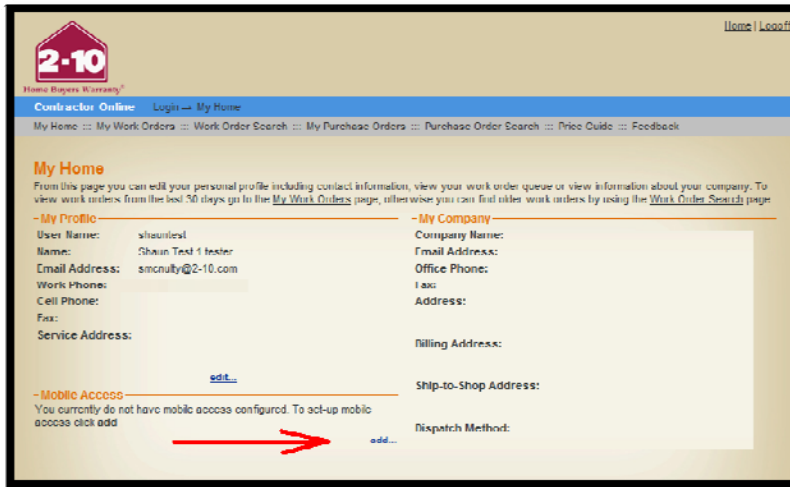 Home | Logoff
2-10
Home Buyers Warranty®
Contractor Online Login → My Home
My Home ::: My Work Orders ::: Work Order Search ::: My Purchase Orders ::: Purchase Order Search ::: Price Guide ::: Feedback
My Home
From this page you can edit your personal profile including contact information, view your work order queue or view information about your company. To
view work orders from the last 30 days go to the My Work Orders page, otherwise you can find older work orders by using the Work Order Search page
My Profile
User Name: shauntest
Name: Shaun Test 1 tester
Email Address: smcnulty@2-10.com
Work Phone:
Cell Phone:
Fax:
Service Address:
edit...
Mobile Access
You currently do not have mobile access configured. To set-up mobile
access click add
add...
My Company
Company Name:
Email Address:
Office Phone:
Fax:
Address:
Billing Address:
Ship-to-Shop Address:
Dispatch Method: